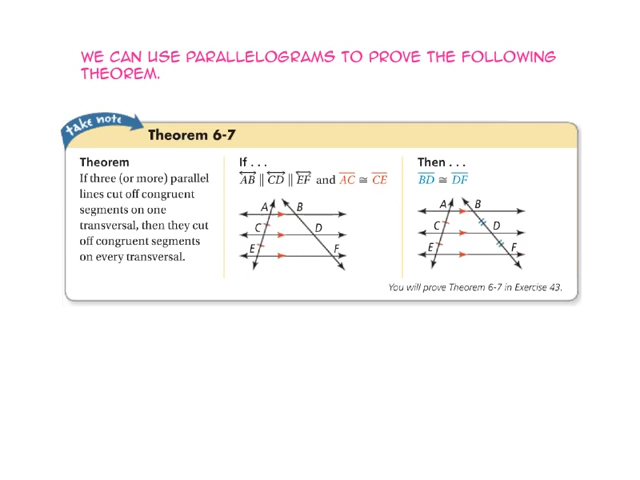 WE CAN USE PARALLELOGRAMS TO PROVE THE FOLLOWING
THEOREM.
take note
Theorem 6-7
Theorem
If three (or more) parallel
lines cut off congruent
segments on one
transversal, then they cut
off congruent segments
on every transversal.
If . . .
AB ∥ CD ∥ EF and AC ≅ CE
A B
C D
E F
Then . . .
BD ≅ DF
A B
C D
E F
You will prove Theorem 6-7 in Exercise 43.